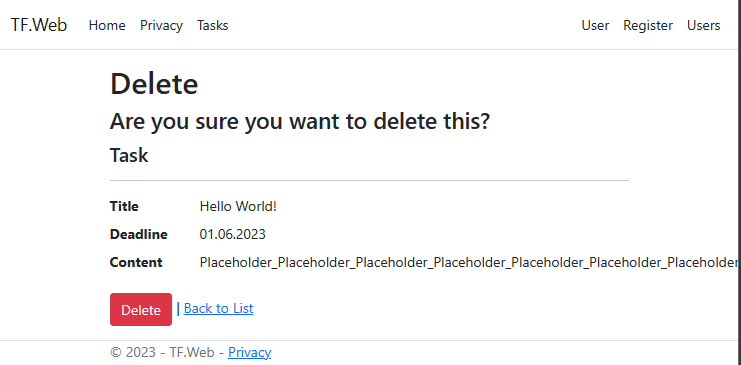 TF.Web Home Privacy Tasks User Register Users
Delete
Are you sure you want to delete this?
Task
Title Hello World!
Deadline 01.06.2023
Content Placeholder_Placeholder_Placeholder_Placeholder_Placeholder_Placeholder_Placeholder
Delete | Back to List
© 2023 - TF.Web - Privacy